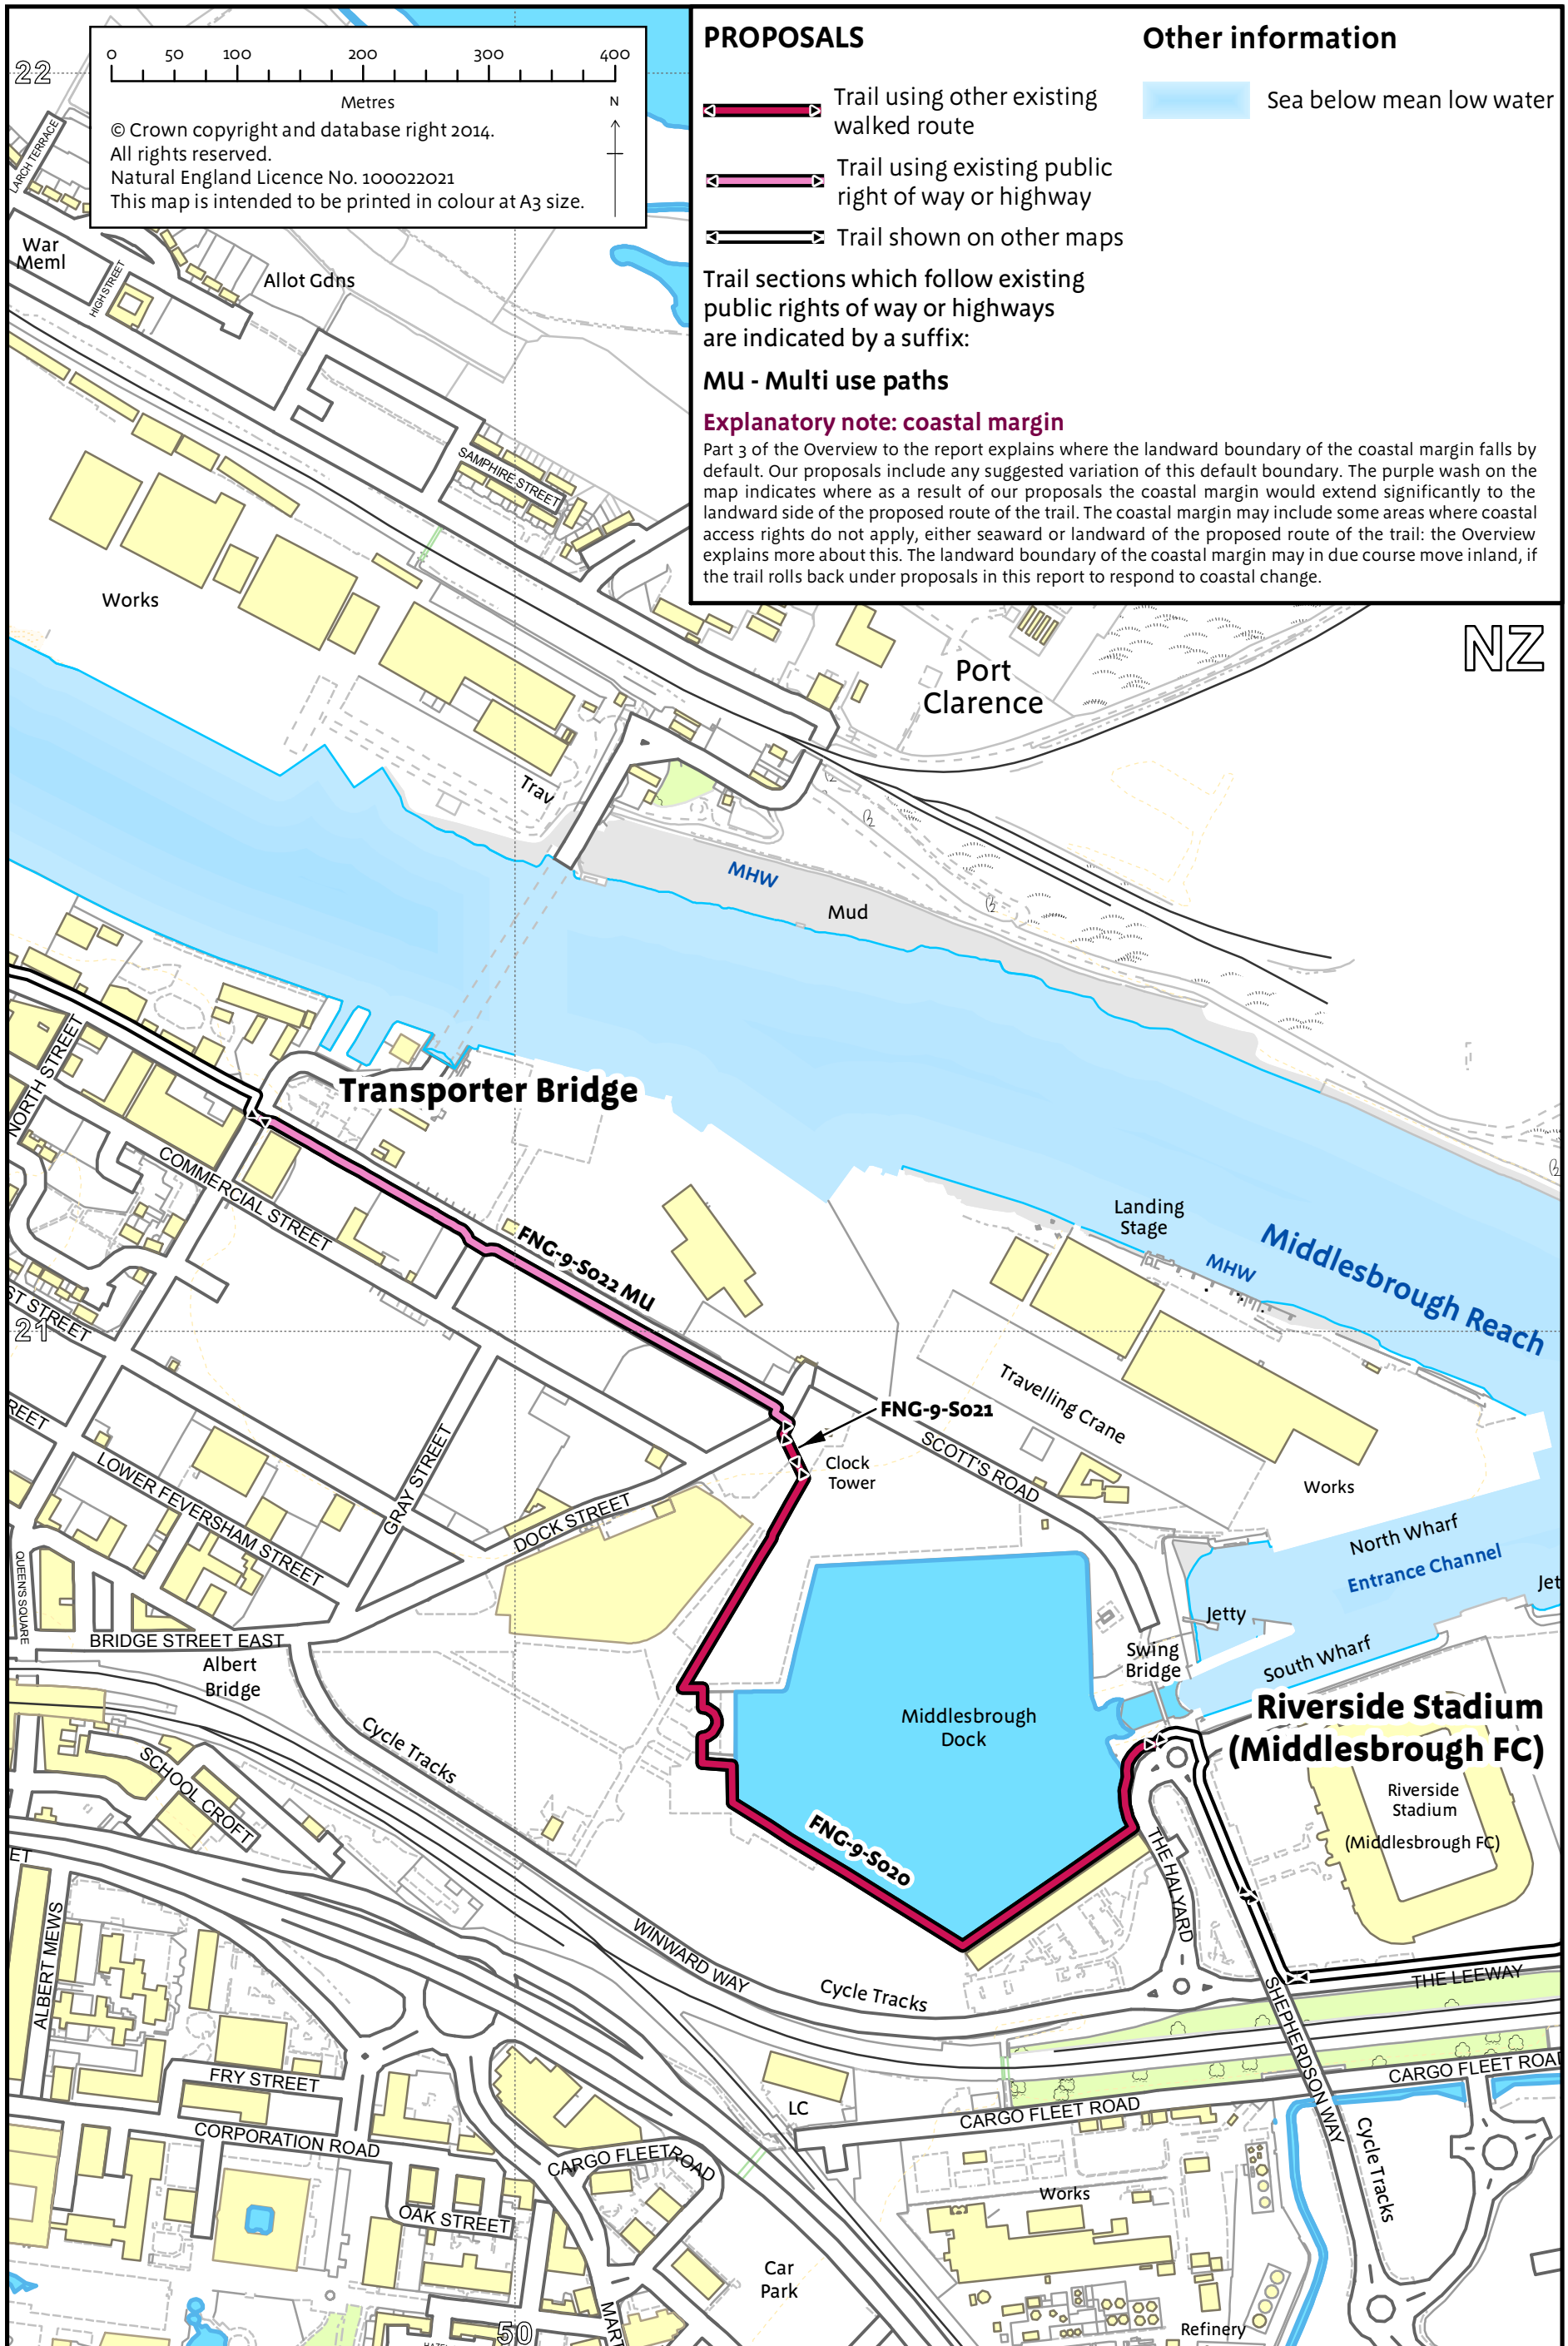 22
0 50 100 200 300 400
Metres
N
© Crown copyright and database right 2014.
All rights reserved.
Natural England Licence No. 100022021
This map is intended to be printed in colour at A3 size.
PROPOSALS
Trail using other existing
walked route
Trail using existing public
right of way or highway
Trail shown on other maps
Trail sections which follow existing
public rights of way or highways
are indicated by a suffix:
MU - Multi use paths
Other information
Sea below mean low water
Explanatory note: coastal margin
Part 3 of the Overview to the report explains where the landward boundary of the coastal margin falls by
default. Our proposals include any suggested variation of this default boundary. The purple wash on the
map indicates where as a result of our proposals the coastal margin would extend significantly to the
landward side of the proposed route of the trail. The coastal margin may include some areas where coastal
access rights do not apply, either seaward or landward of the proposed route of the trail: the Overview
explains more about this. The landward boundary of the coastal margin may in due course move inland, if
the trail rolls back under proposals in this report to respond to coastal change.
LARCH TERRACE
War
Meml
HIGH STREET
Allot Gdns
SAMPHIRE STREET
Works
NZ
Port
Clarence
Trav
MHW
Mud
NORTH STREET
Transporter Bridge
COMMERCIAL STREET
FNG-9-S022 MU
Landing
Stage
MHW
Middlesbrough Reach
ST STREET
21
REET
Travelling Crane
FNG-9-S021
SCOTT'S ROAD
Clock
Tower
Works
LOWER FEVERSHAM STREET
GRAY STREET
DOCK STREET
North Wharf
Entrance Channel
Jet
Jetty
QUEEN'S SQUARE
BRIDGE STREET EAST
Albert
Bridge
Swing
Bridge
South Wharf
Riverside Stadium
(Middlesbrough FC)
Middlesbrough
Dock
Cycle Tracks
SCHOOL CROFT
Riverside
Stadium
(Middlesbrough FC)
FNG-9-S020
THE HALYARD
ET
ALBERT MEWS
WINWARD WAY
Cycle Tracks
THE LEEWAY
SHEPHERDSON WAY
CARGO FLEET ROAD
FRY STREET
LC
CARGO FLEET ROAD
CORPORATION ROAD
CARGO FLEET ROAD
Cycle Tracks
Works
OAK STREET
Car
Park
MART
Refinery
50